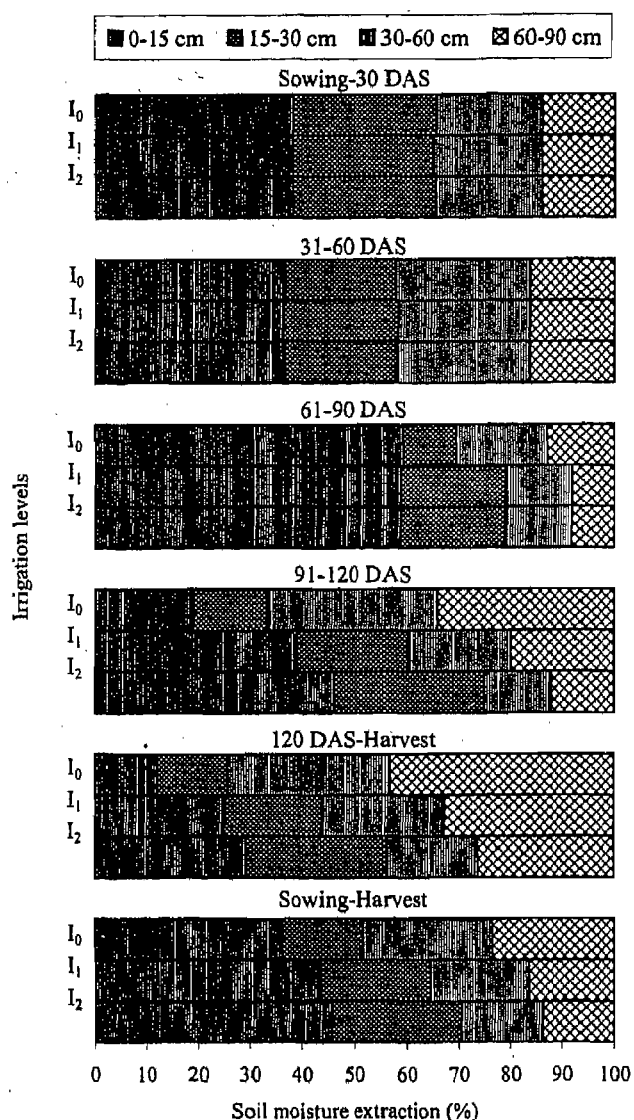 0-15 cm 15-30 cm 30-60 cm 60-90 cm
Sowing-30 DAS
I0
I1
I2
31-60 DAS
I0
I1
I2
61-90 DAS
I0
I1
I2
Irrigation levels
91-120 DAS
I0
I1
I2
120 DAS-Harvest
I0
I1
I2
Sowing-Harvest
I0
I1
I2
0 10 20 30 40 50 60 70 80 90 100
Soil moisture extraction (%)